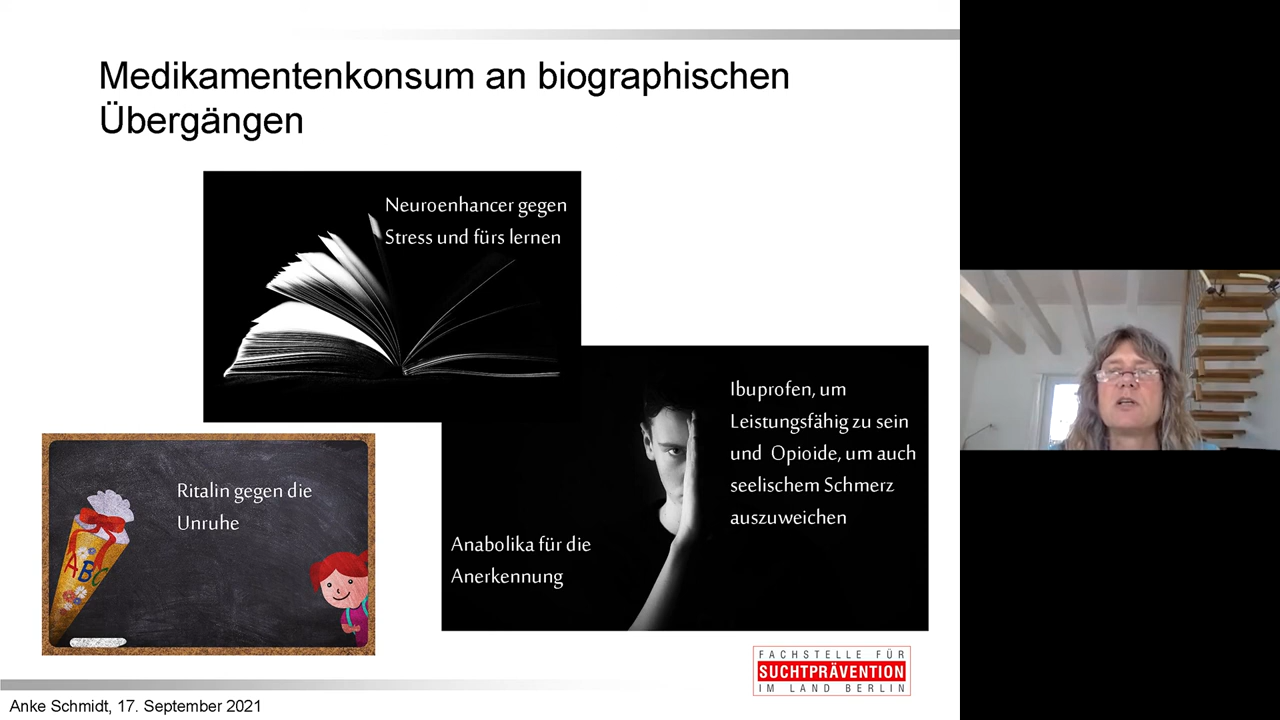 Medikamentenkonsum an biographischen
Übergängen
Neuroenhancer gegen
Stress und fürs lernen
Ritalin gegen die
Unruhe
ABC
Ibuprofen, um
Leistungsfähig zu sein
und Opioide, um auch
seelischem Schmerz
auszuweichen
Anabolika für die
Anerkennung
FACHSTELLE FÜR
SUCHTPRÄVENTION
IM LAND BERLIN
Anke Schmidt, 17. September 2021